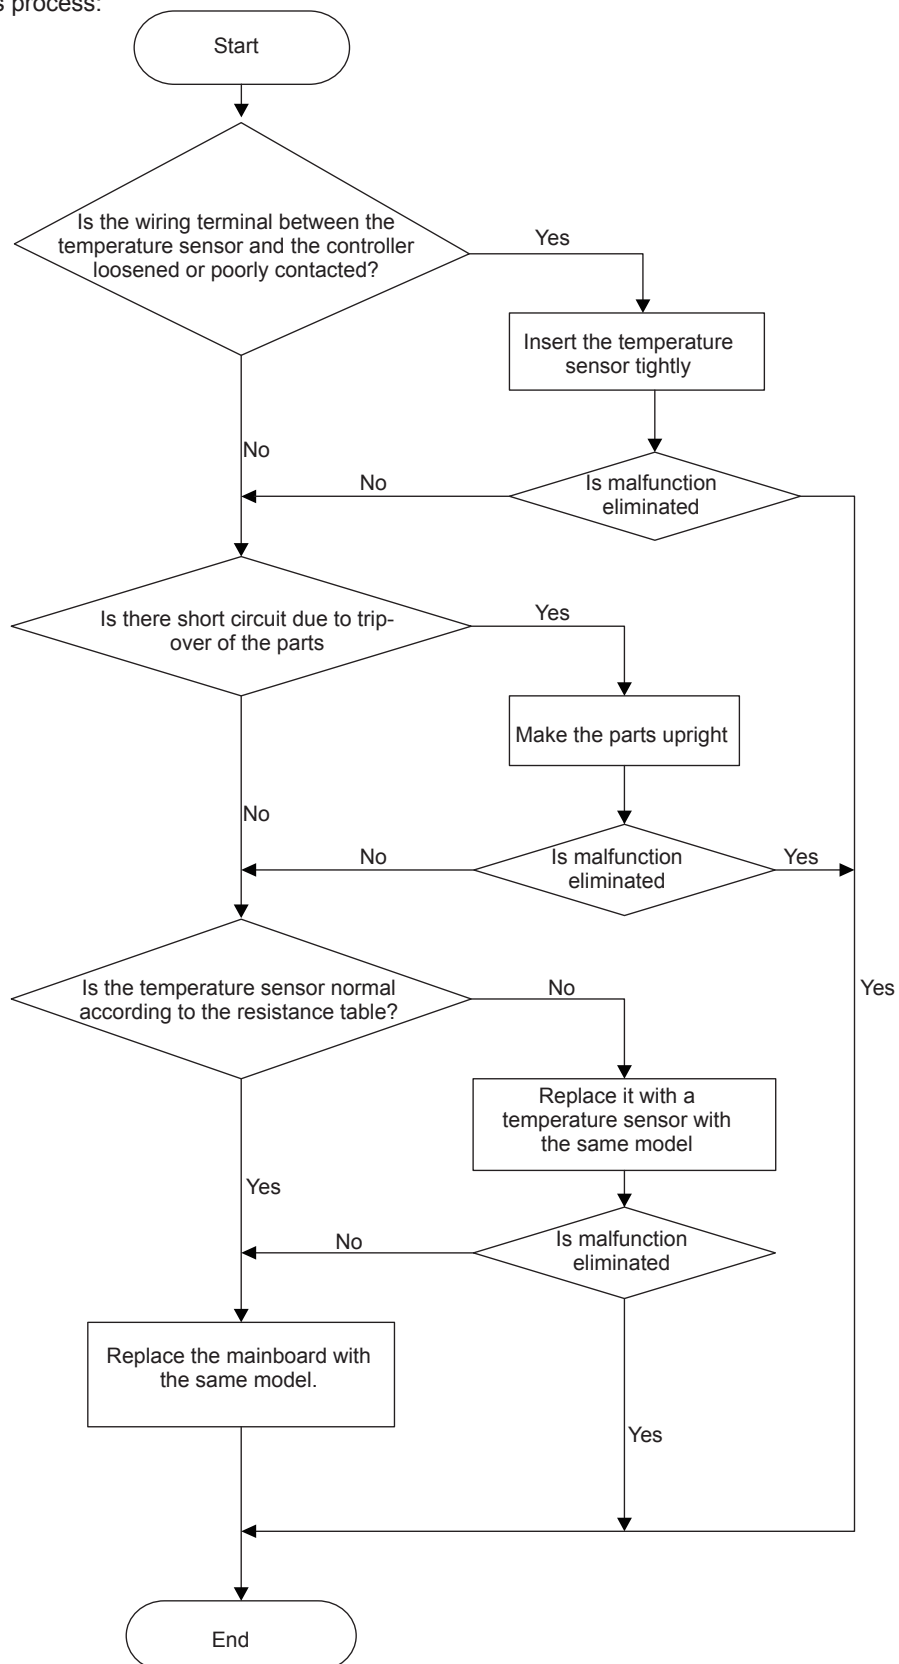 s process:
Start
Is the wiring terminal between the
temperature sensor and the controller
loosened or poorly contacted?
Yes
Insert the temperature
sensor tightly
No
No
Is malfunction
eliminated
Is there short circuit due to trip-
over of the parts
Yes
Make the parts upright
No
No
Is malfunction
eliminated
Yes
Is the temperature sensor normal
according to the resistance table?
No
Yes
Replace it with a
temperature sensor with
the same model
Yes
No
Is malfunction
eliminated
Replace the mainboard with
the same model.
Yes
End